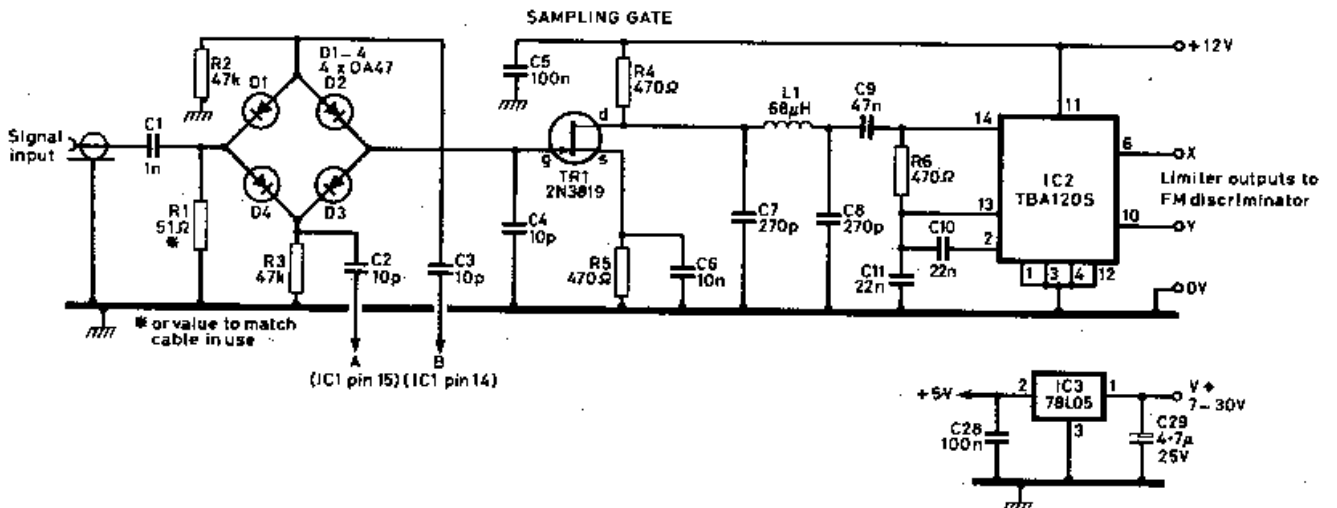 SAMPLING GATE
D1–4
4 x OA47
R2
47k
D1
D2
C5
100n
R4
470Ω
L1
68µH
C9
47n
+12V
11
14
6
X
Signal
input
C1
1n
d
g
s
TR1
2N3819
R6
470Ω
IC2
TBA120S
Limiter outputs to
FM discriminator
D4
D3
R1
51Ω
*
C4
10p
C7
270p
C8
270p
13
10
Y
C10
22n
2
R3
47k
C2
10p
C3
10p
R5
470Ω
C6
10n
C11
22n
1
3
4
12
0V
* or value to match
cable in use
A
B
(IC1 pin 15) (IC1 pin 14)
+5V
2
IC3
78L05
1
V+
7–30V
C28
100n
3
C29
4·7µ
25V